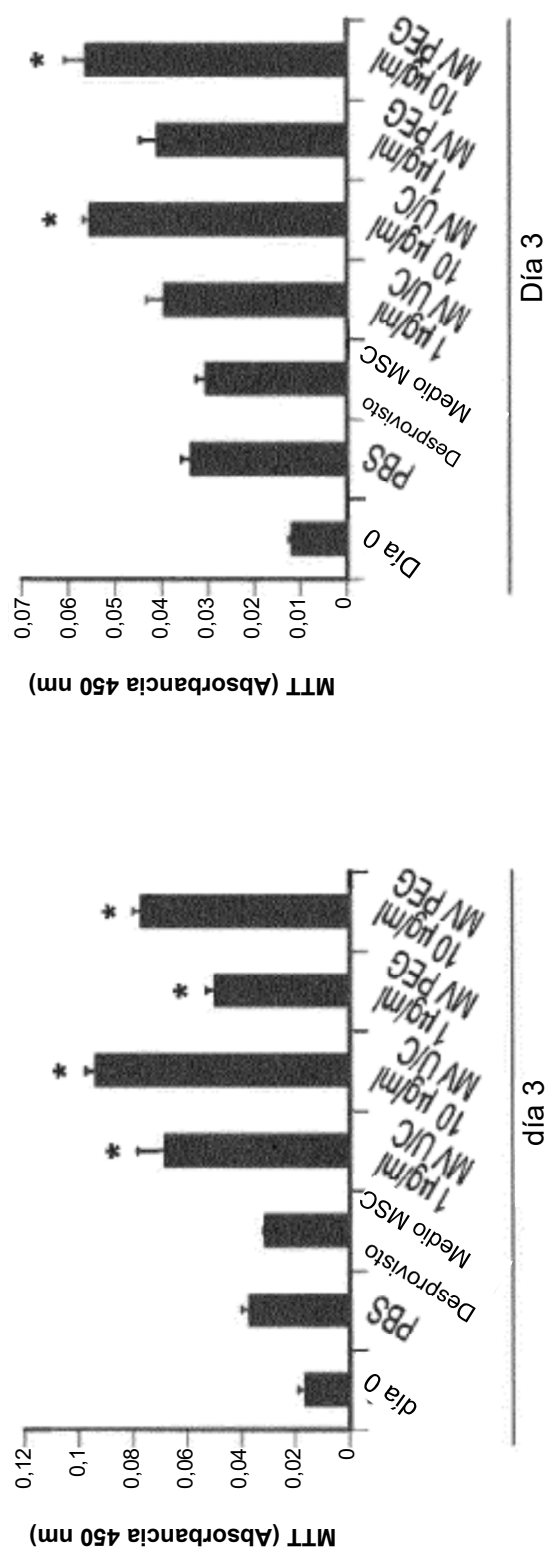 MTT (Absorbancia 450 nm)
0,12
0,1
0,08
0,06
0,04
0,02
0
*
*
*
*
día 0
PBS
Desprovisto
Medio MSC
1 µg/ml
MV U/C
10 µg/ml
MV U/C
1 µg/ml
MV PEG
10 µg/ml
MV PEG
día 3
MTT (Absorbancia 450 nm)
0,07
0,06
0,05
0,04
0,03
0,02
0,01
0
*
*
Día 0
PBS
Desprovisto
Medio MSC
1 µg/ml
MV U/C
10 µg/ml
MV U/C
1 µg/ml
MV PEG
10 µg/ml
MV PEG
Día 3